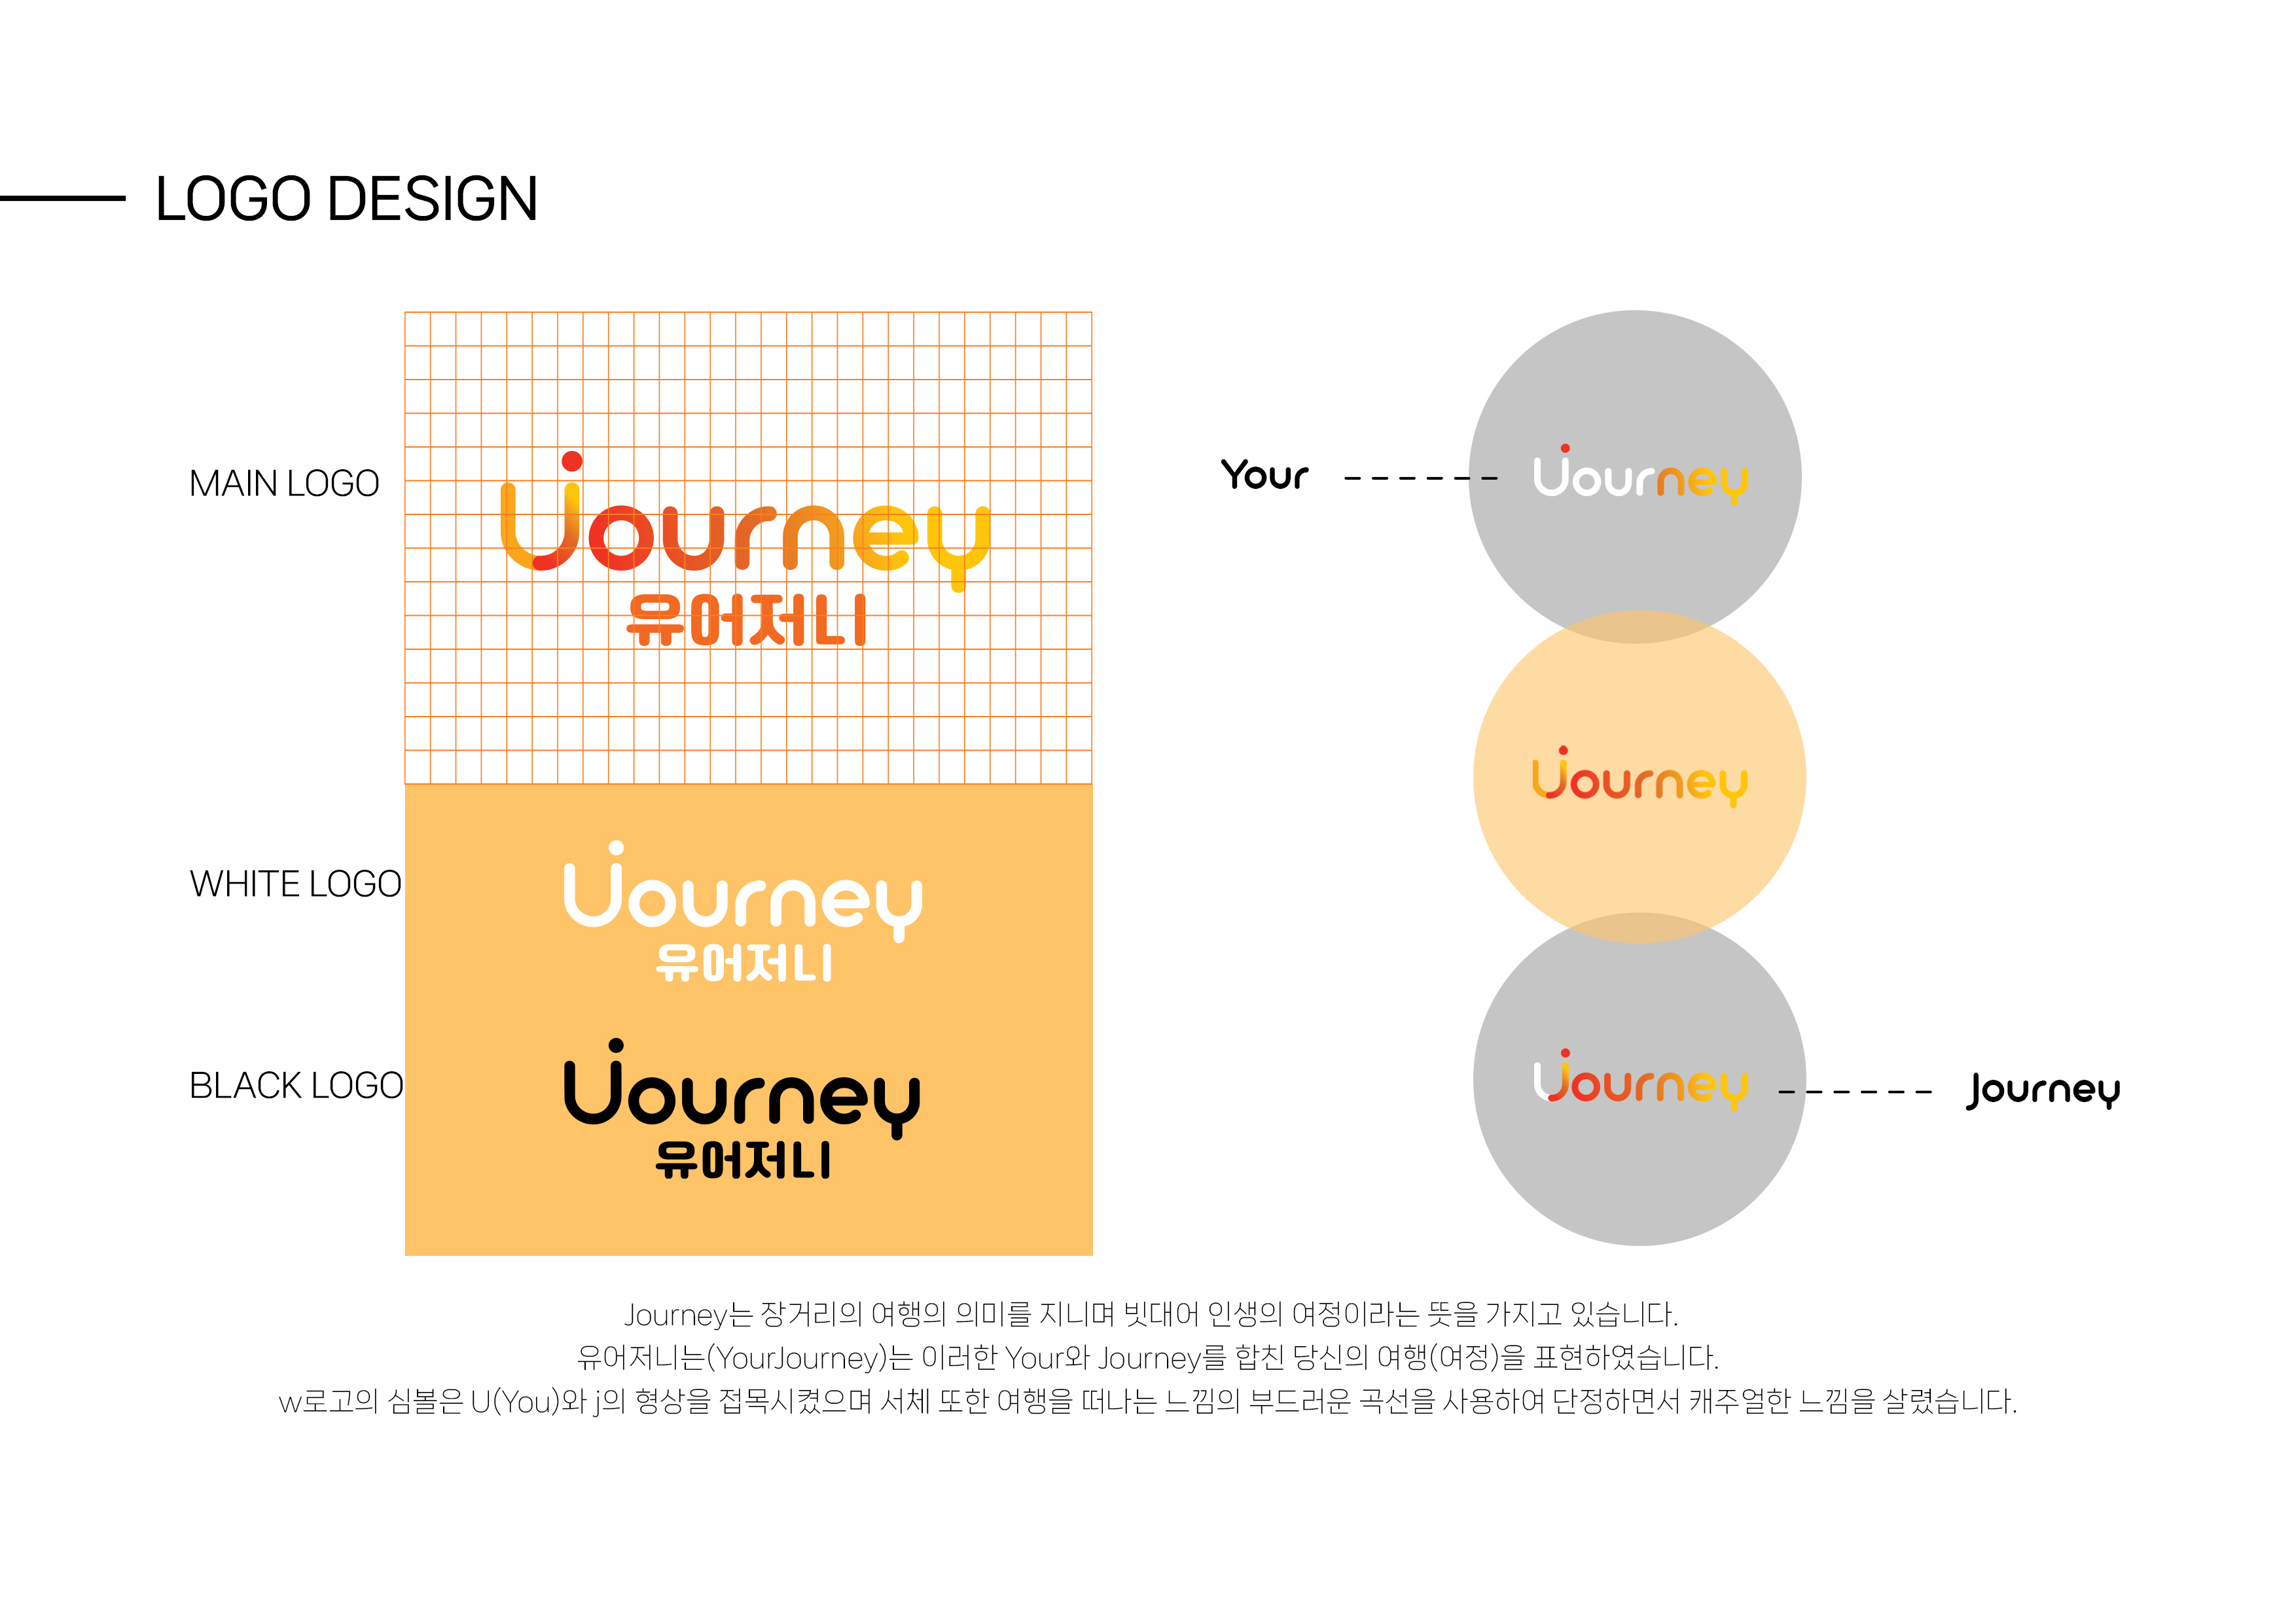 LOGO DESIGN
MAIN LOGO
Journey
유어저니
WHITE LOGO
Journey
유어저니
BLACK LOGO
Journey
유어저니
Your
Journey
Journey
Journey
Journey
Journey는 장거리의 여행의 의미를 지니며 빗대어 인생의 여정이라는 뜻을 가지고 있습니다.
유어저니는(YourJourney)는 이러한 Your와 Journey를 합친 당신의 여행(여정)을 표현하였습니다.
w로고의 심볼은 U(You)와 j의 형상을 접목시켰으며 서체 또한 여행을 떠나는 느낌의 부드러운 곡선을 사용하여 단정하면서 캐주얼한 느낌을 살렸습니다.